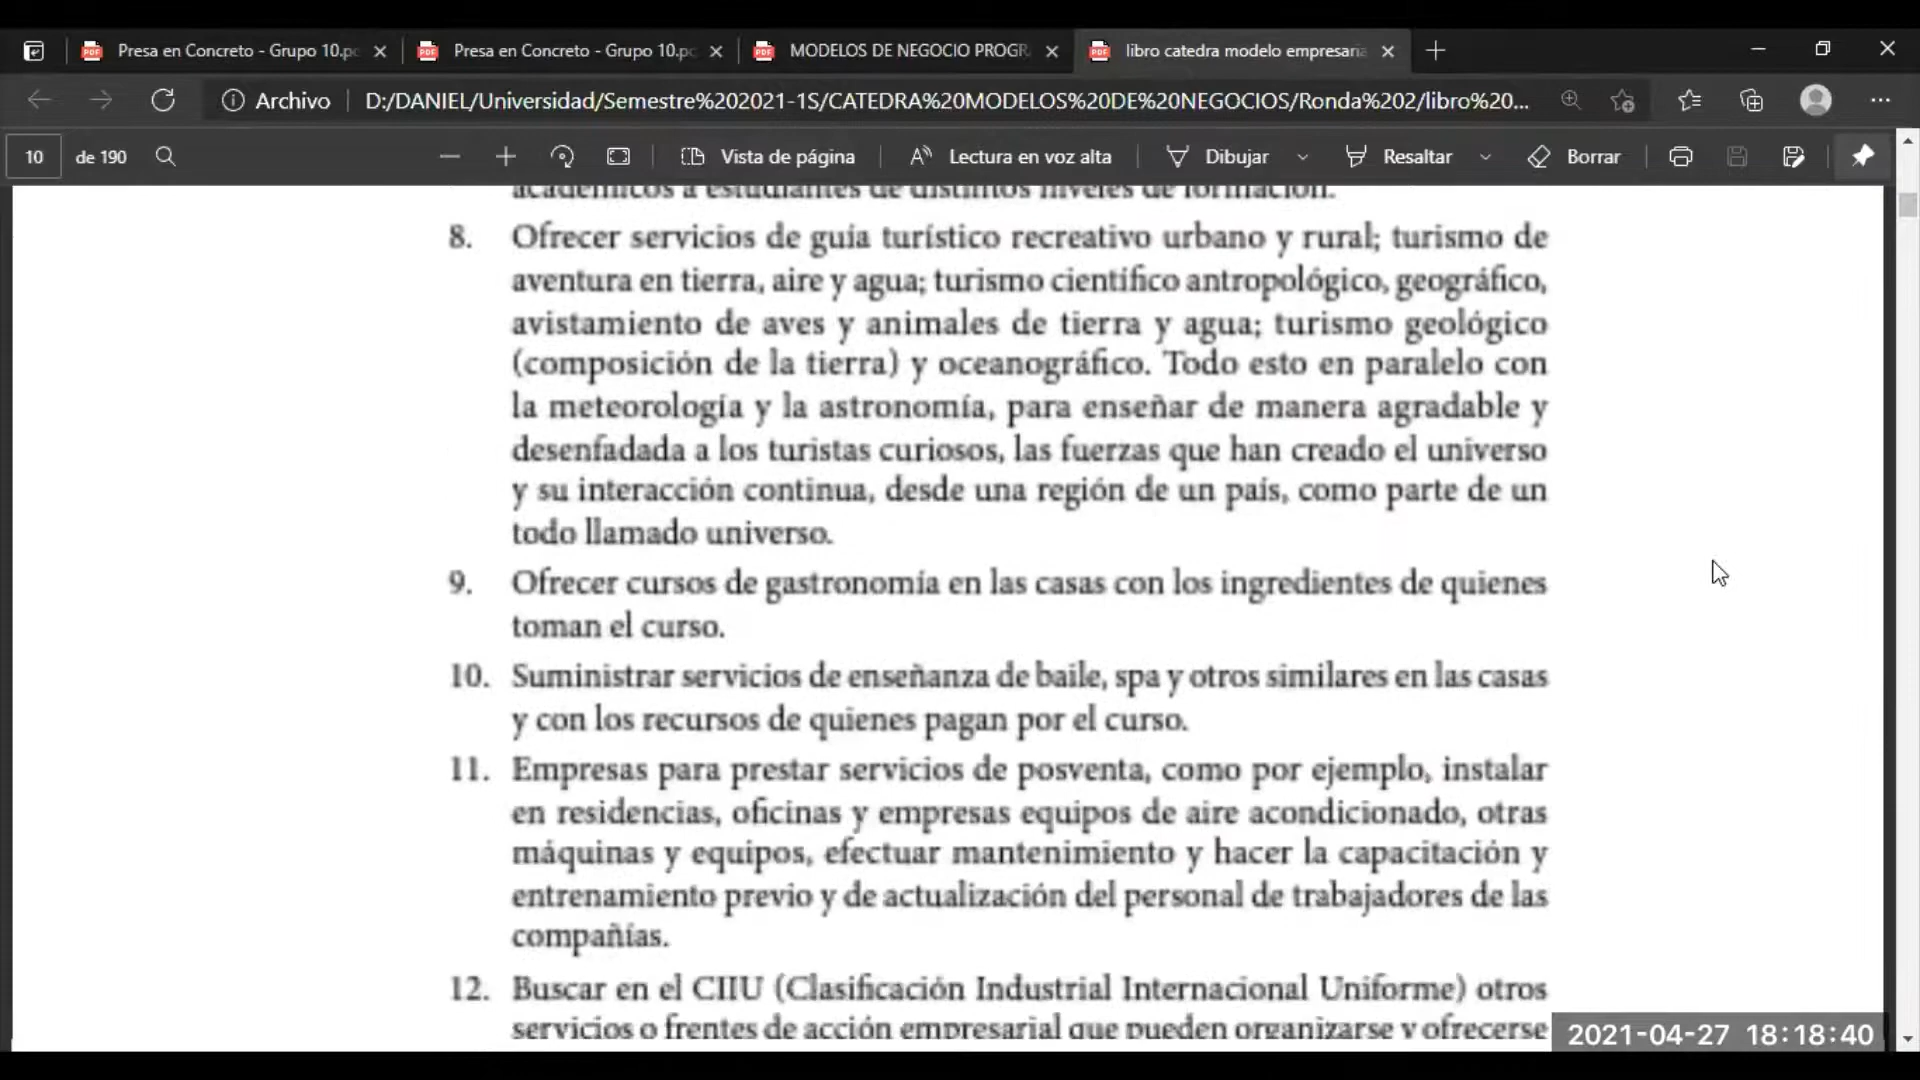 Presa en Concreto - Grupo 10.pc
Presa en Concreto - Grupo 10.pc
MODELOS DE NEGOCIO PROGR
libro catedra modelo empresaria
Archivo
D:/DANIEL/Universidad/Semestre%202021-1S/CATEDRA%20MODELOS%20DE%20NEGOCIOS/Ronda%202/libro%20...
10 de 190
Vista de página
Lectura en voz alta
Dibujar
Resaltar
Borrar
académicos a estudiantes de distintos niveles de formación.
8. Ofrecer servicios de guía turístico recreativo urbano y rural; turismo de
aventura en tierra, aire y agua; turismo científico antropológico, geográfico,
avistamiento de aves y animales de tierra y agua; turismo geológico
(composición de la tierra) y oceanográfico. Todo esto en paralelo con
la meteorología y la astronomía, para enseñar de manera agradable y
desenfadada a los turistas curiosos, las fuerzas que han creado el universo
y su interacción continua, desde una región de un país, como parte de un
todo llamado universo.
9. Ofrecer cursos de gastronomía en las casas con los ingredientes de quienes
toman el curso.
10. Suministrar servicios de enseñanza de baile, spa y otros similares en las casas
y con los recursos de quienes pagan por el curso.
11. Empresas para prestar servicios de posventa, como por ejemplo, instalar
en residencias, oficinas y empresas equipos de aire acondicionado, otras
máquinas y equipos, efectuar mantenimiento y hacer la capacitación y
entrenamiento previo y de actualización del personal de trabajadores de las
compañías.
12. Buscar en el CIIU (Clasificación Industrial Internacional Uniforme) otros
servicios o frentes de acción empresarial que pueden organizarse y ofrecerse
2021-04-27 18:18:40